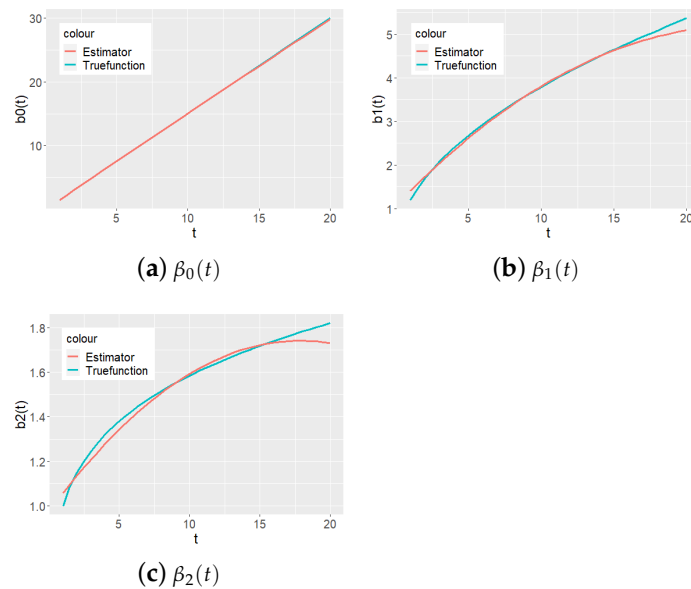 30
20
10
b0(t)
colour
Estimator
Truefunction
5
10
15
20
t
(a) β₀(t)
5
4
3
2
1
b1(t)
colour
Estimator
Truefunction
5
10
15
20
t
(b) β₁(t)
1.8
1.6
1.4
1.2
1.0
b2(t)
colour
Estimator
Truefunction
5
10
15
20
t
(c) β₂(t)